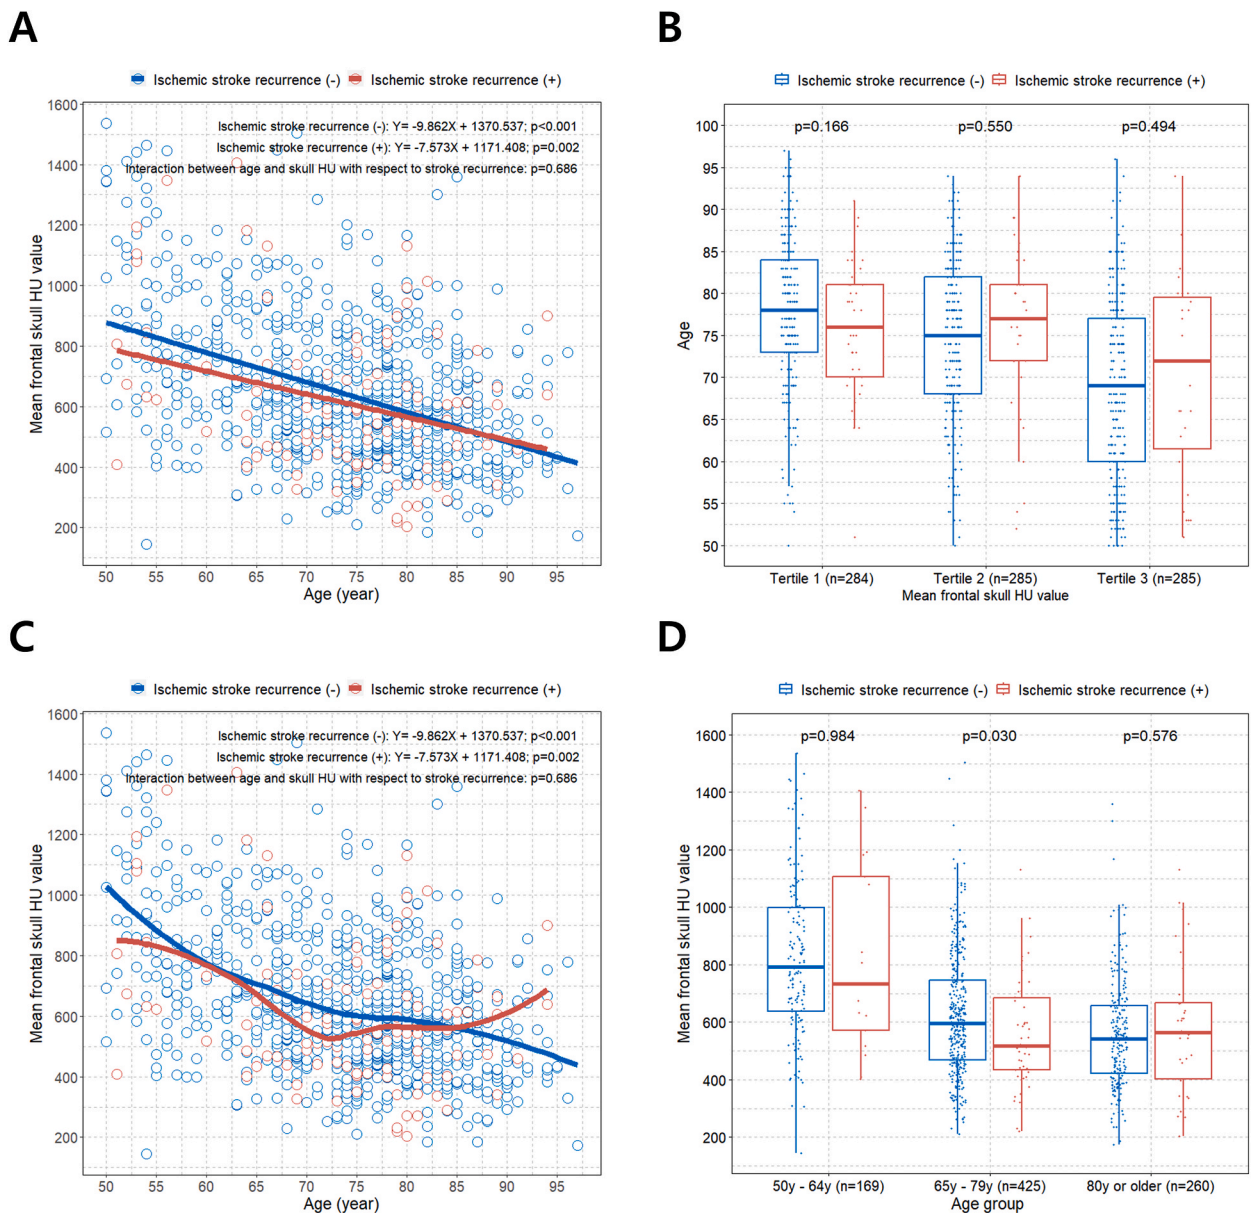 A
Ischemic stroke recurrence (-) Ischemic stroke recurrence (+)
Ischemic stroke recurrence (-): Y= -9.862X + 1370.537; p<0.001
Ischemic stroke recurrence (+): Y= -7.573X + 1171.408; p=0.002
Interaction between age and skull HU with respect to stroke recurrence: p=0.686
Mean frontal skull HU value
1600
1400
1200
1000
800
600
400
200
50 55 60 65 70 75 80 85 90 95
Age (year)
B
Ischemic stroke recurrence (-) Ischemic stroke recurrence (+)
p=0.166 p=0.550 p=0.494
Age
100
95
90
85
80
75
70
65
60
55
50
Tertile 1 (n=284) Tertile 2 (n=285) Tertile 3 (n=285)
Mean frontal skull HU value
C
Ischemic stroke recurrence (-) Ischemic stroke recurrence (+)
Ischemic stroke recurrence (-): Y= -9.862X + 1370.537; p<0.001
Ischemic stroke recurrence (+): Y= -7.573X + 1171.408; p=0.002
Interaction between age and skull HU with respect to stroke recurrence: p=0.686
Mean frontal skull HU value
1600
1400
1200
1000
800
600
400
200
50 55 60 65 70 75 80 85 90 95
Age (year)
D
Ischemic stroke recurrence (-) Ischemic stroke recurrence (+)
p=0.984 p=0.030 p=0.576
Mean frontal skull HU value
1600
1400
1200
1000
800
600
400
200
50y - 64y (n=169) 65y - 79y (n=425) 80y or older (n=260)
Age group